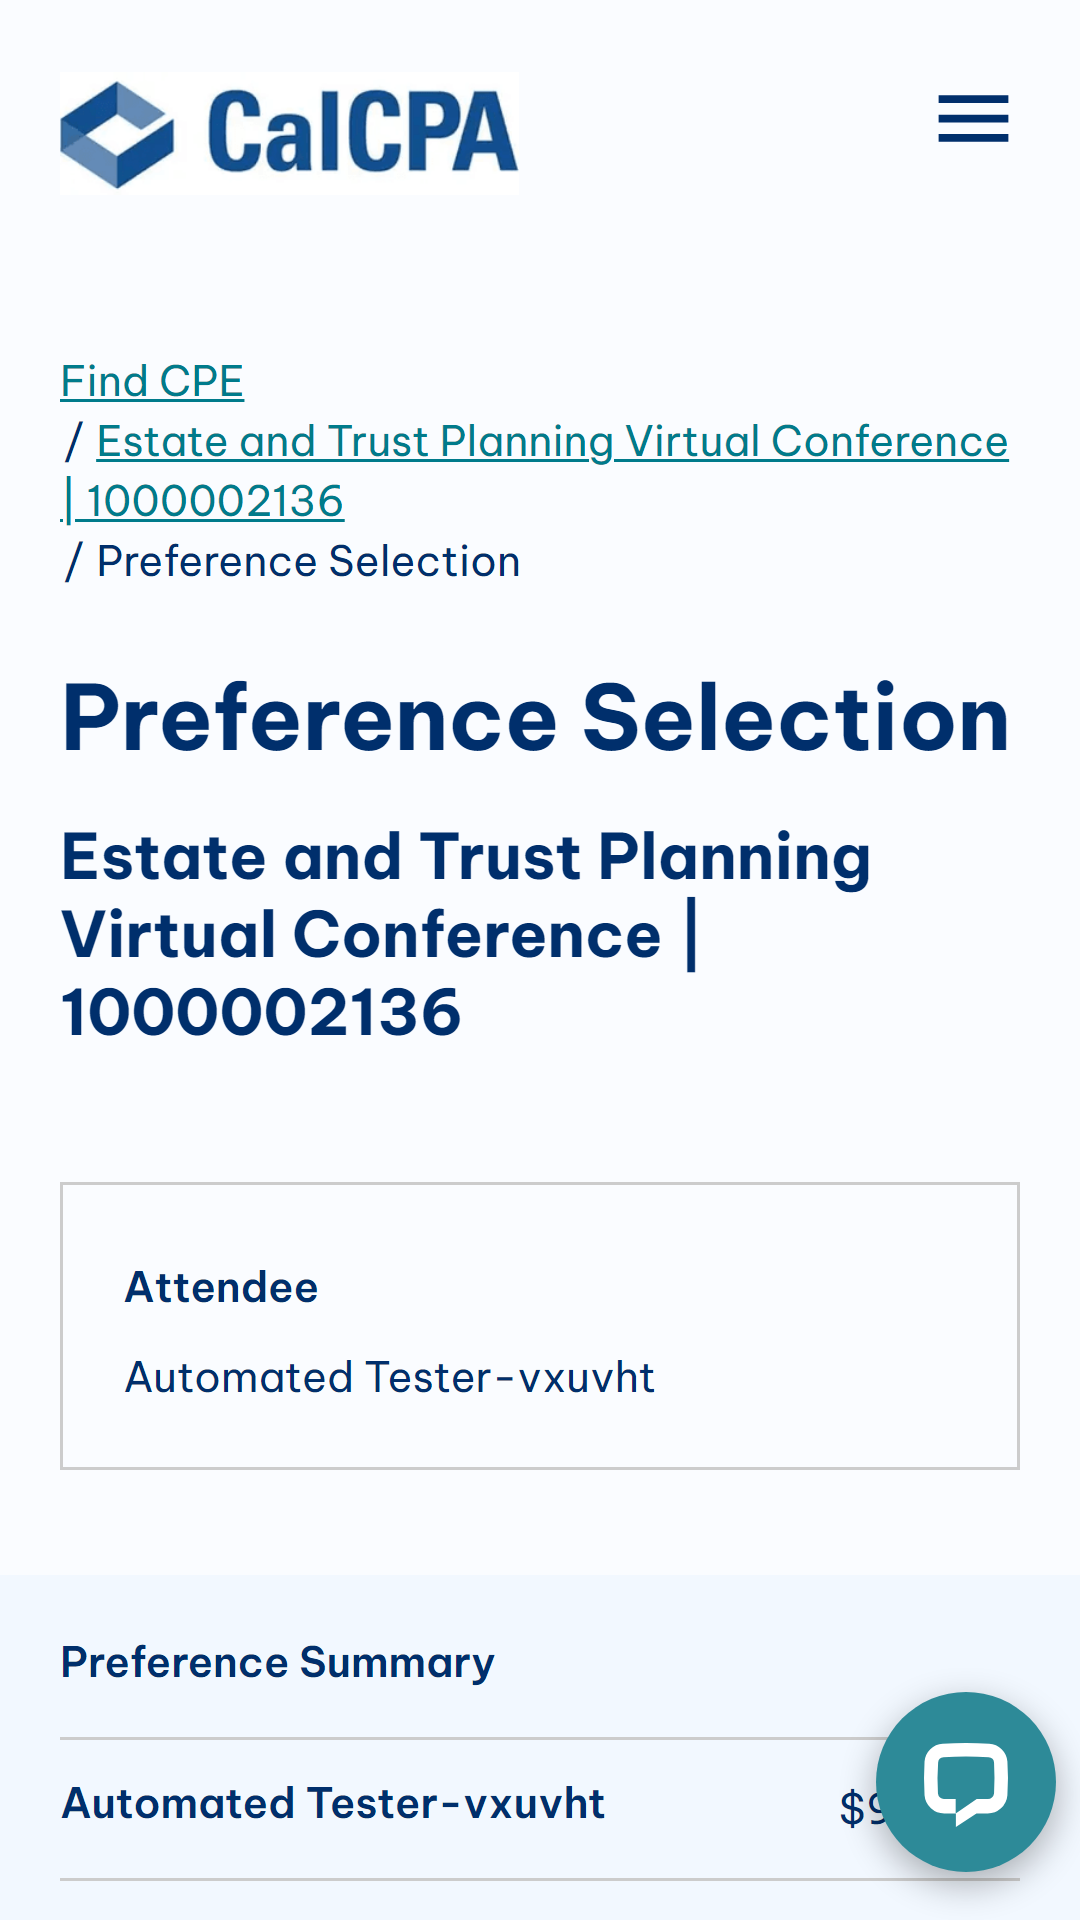 CalCPA
Find CPE
/ Estate and Trust Planning Virtual Conference
| 1000002136
/ Preference Selection
Preference Selection
Estate and Trust Planning
Virtual Conference |
1000002136
Attendee
Automated Tester-vxuvht
Preference Summary
Automated Tester-vxuvht